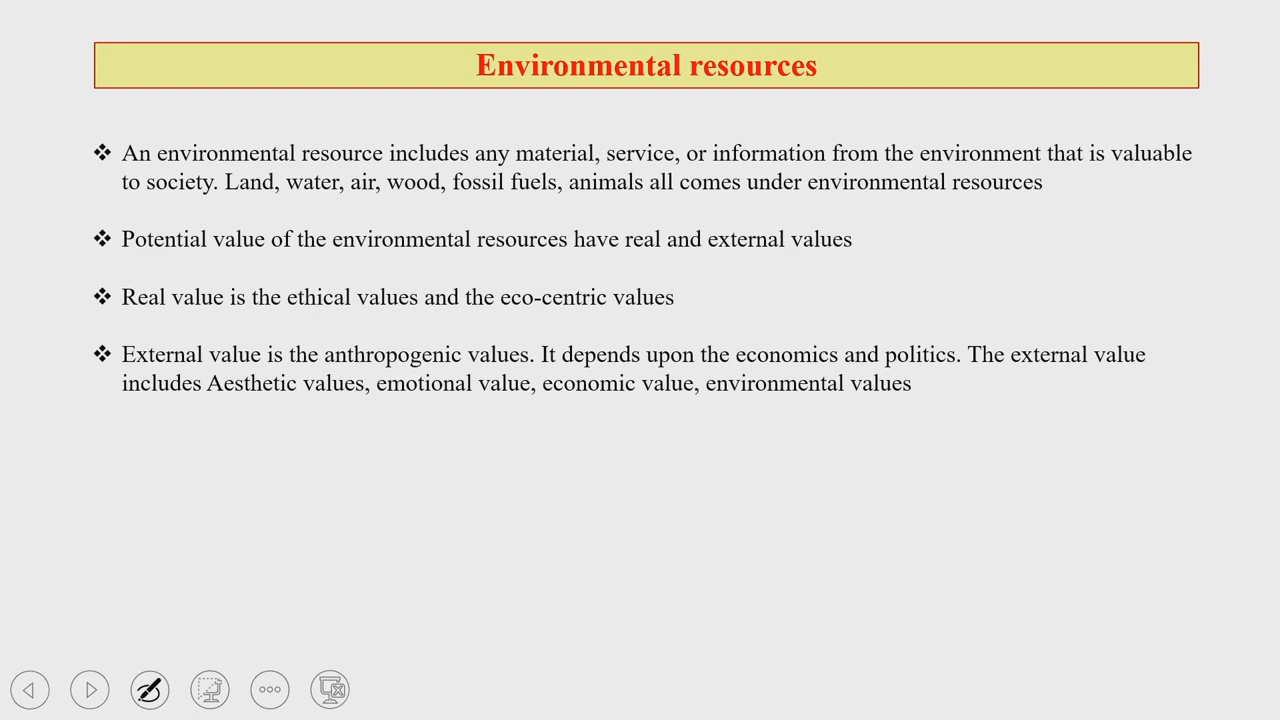 Environmental resources
❖ An environmental resource includes any material, service, or information from the environment that is valuable
to society. Land, water, air, wood, fossil fuels, animals all comes under environmental resources
❖ Potential value of the environmental resources have real and external values
❖ Real value is the ethical values and the eco-centric values
❖ External value is the anthropogenic values. It depends upon the economics and politics. The external value
includes Aesthetic values, emotional value, economic value, environmental values